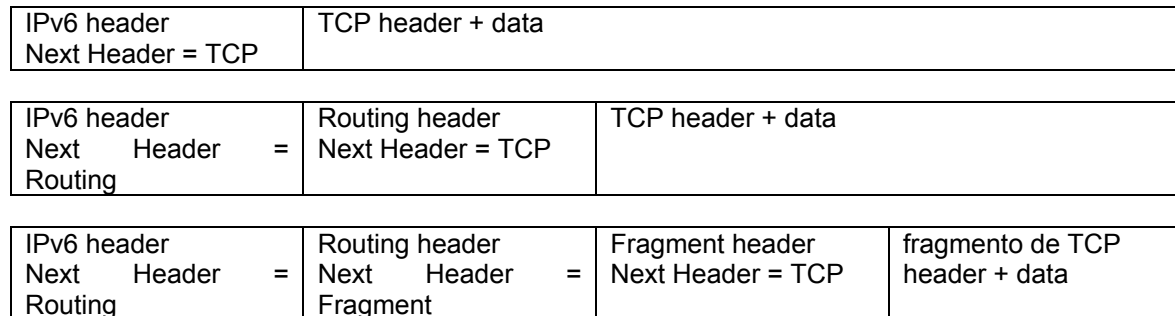 IPv6 header
Next Header = TCP
TCP header + data
IPv6 header
Next Header =
Routing
Routing header
Next Header = TCP
TCP header + data
IPv6 header
Next Header =
Routing
Routing header
Next Header =
Fragment
Fragment header
Next Header = TCP
fragmento de TCP
header + data